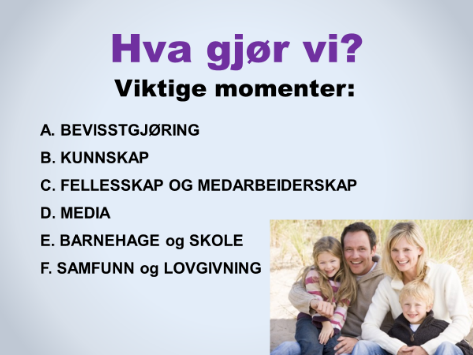 Hva gjør vi?
Viktige momenter:
A. BEVISSTGJØRING
B. KUNNSKAP
C. FELLESSKAP OG MEDARBEIDERSKAP
D. MEDIA
E. BARNEHAGE og SKOLE
F. SAMFUNN og LOVGIVNING